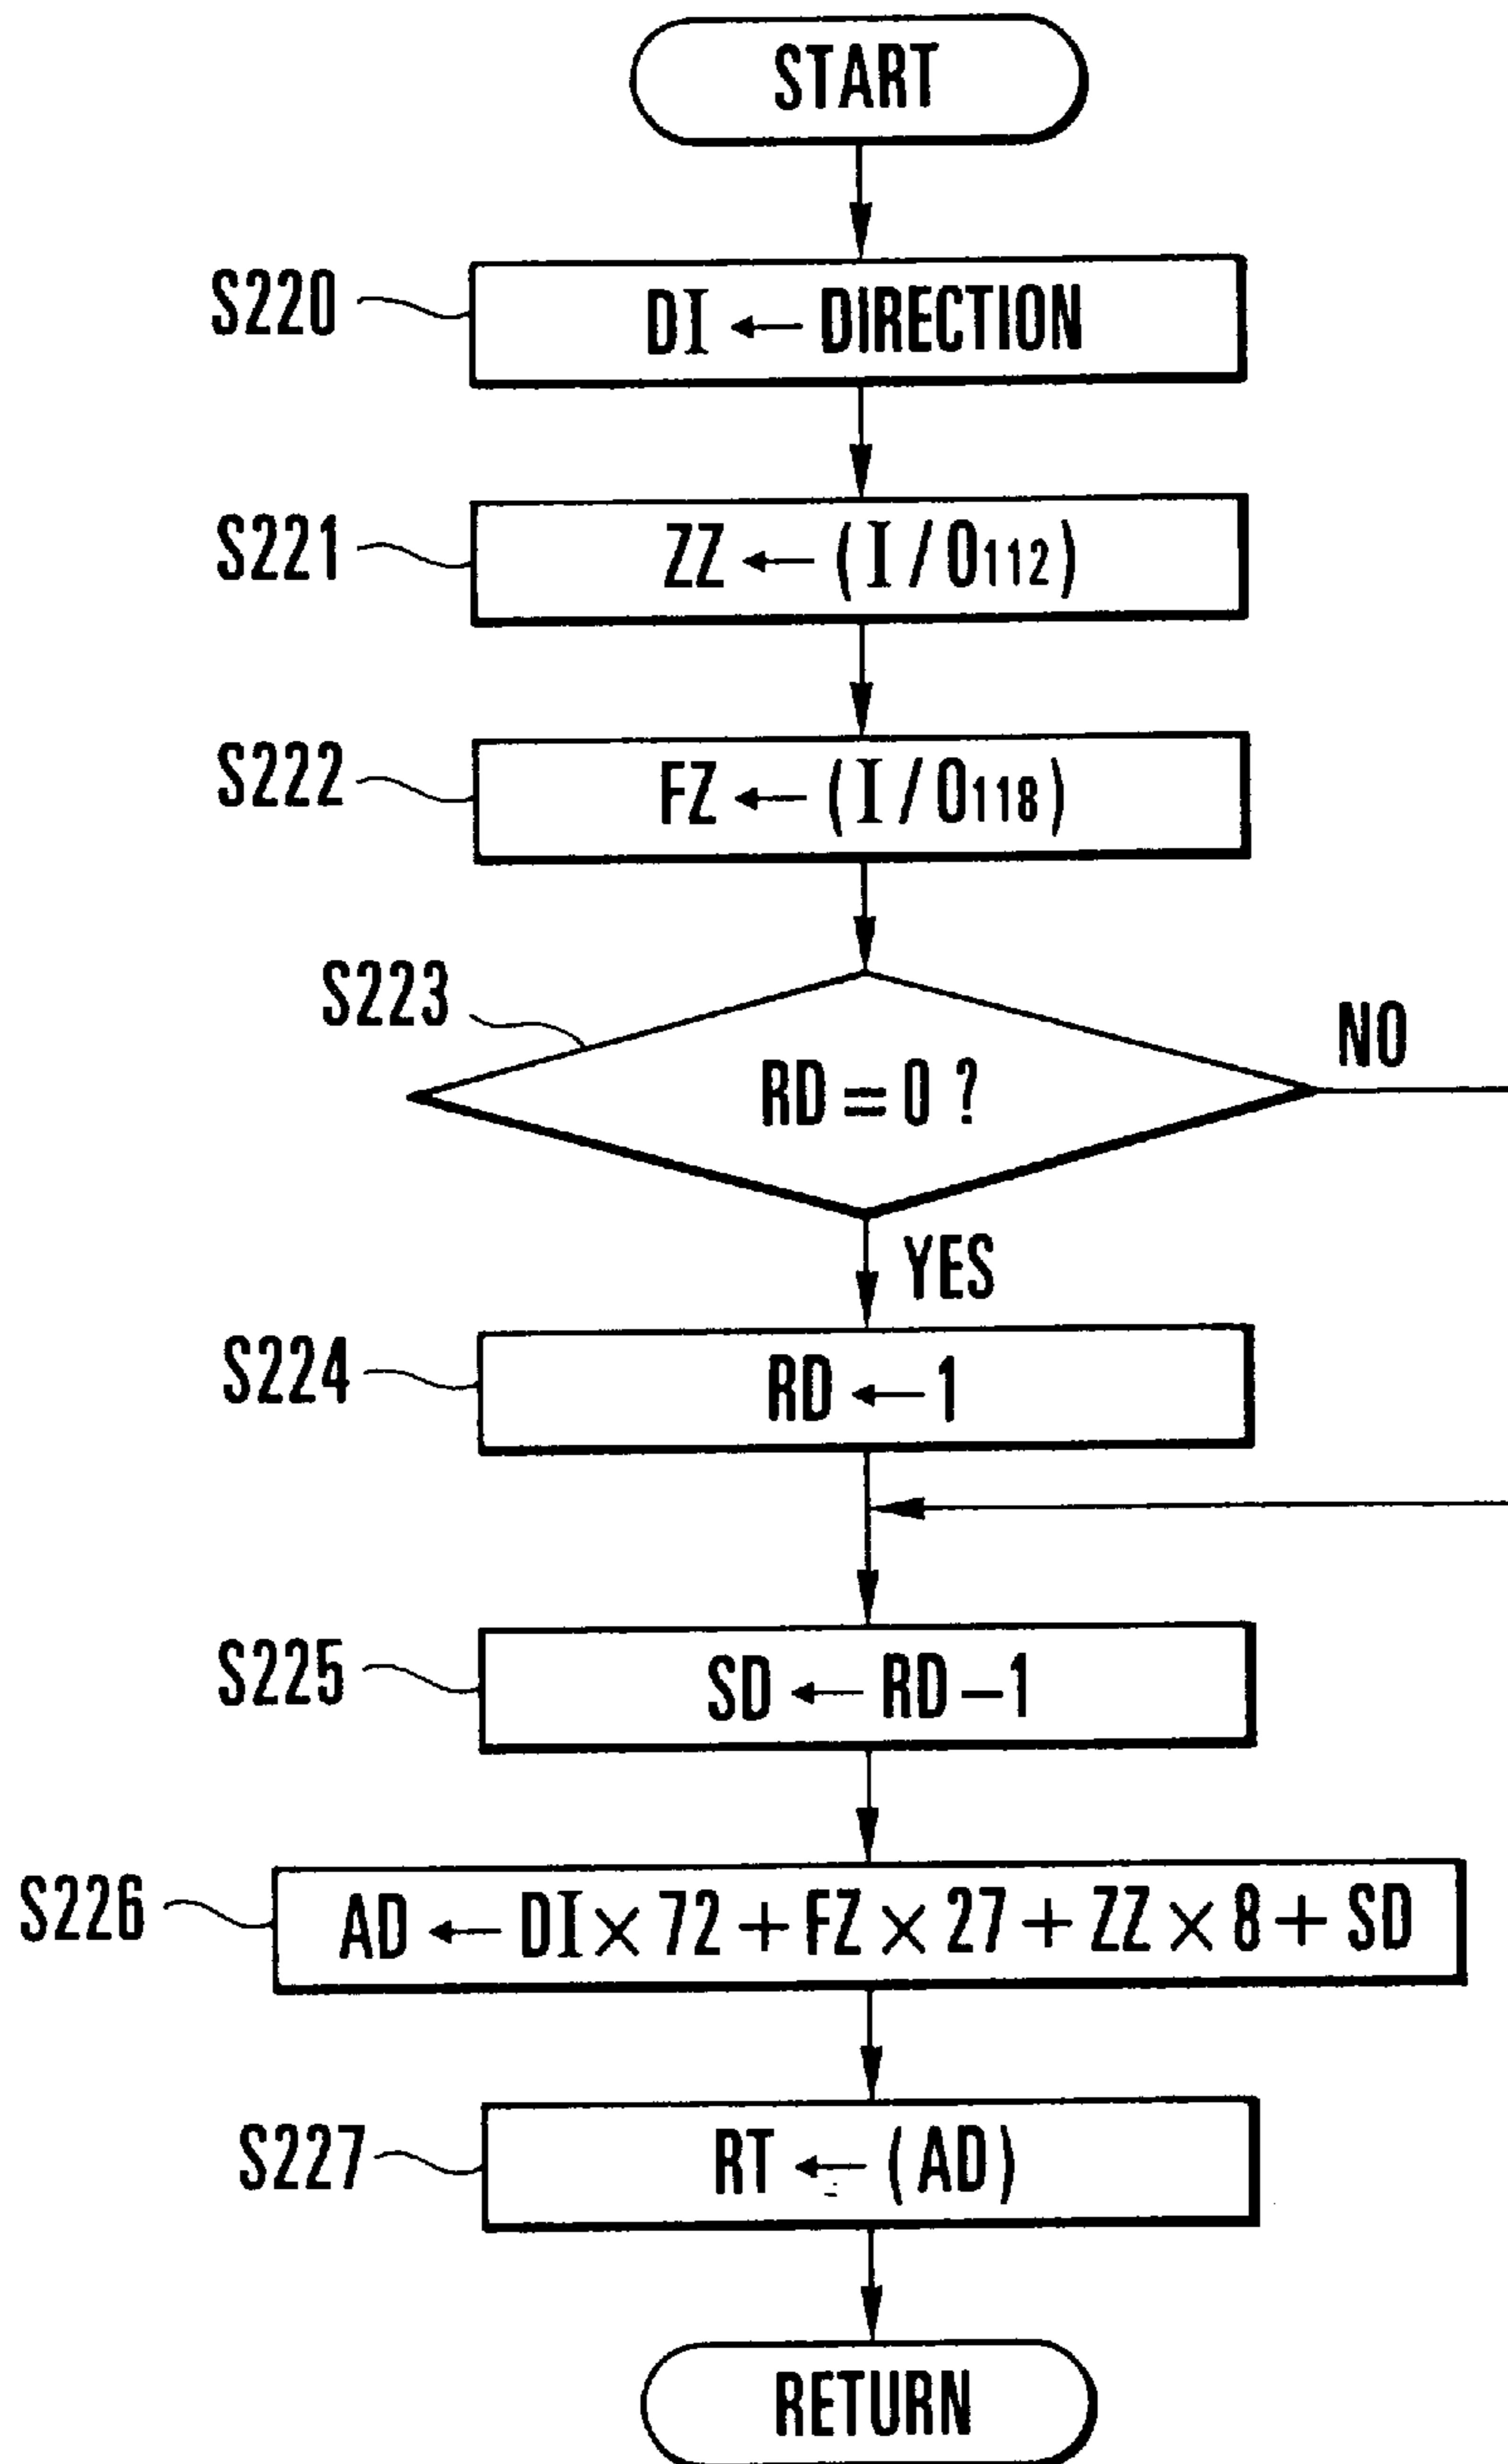 START
S220
DI ← DIRECTION
S221
ZZ ← (I/O112)
S222
FZ ← (I/O118)
S223
RD = 0 ?
NO
YES
S224
RD ← 1
S225
SD ← RD − 1
S226
AD ← DI × 72 + FZ × 27 + ZZ × 8 + SD
S227
RT ← (AD)
RETURN